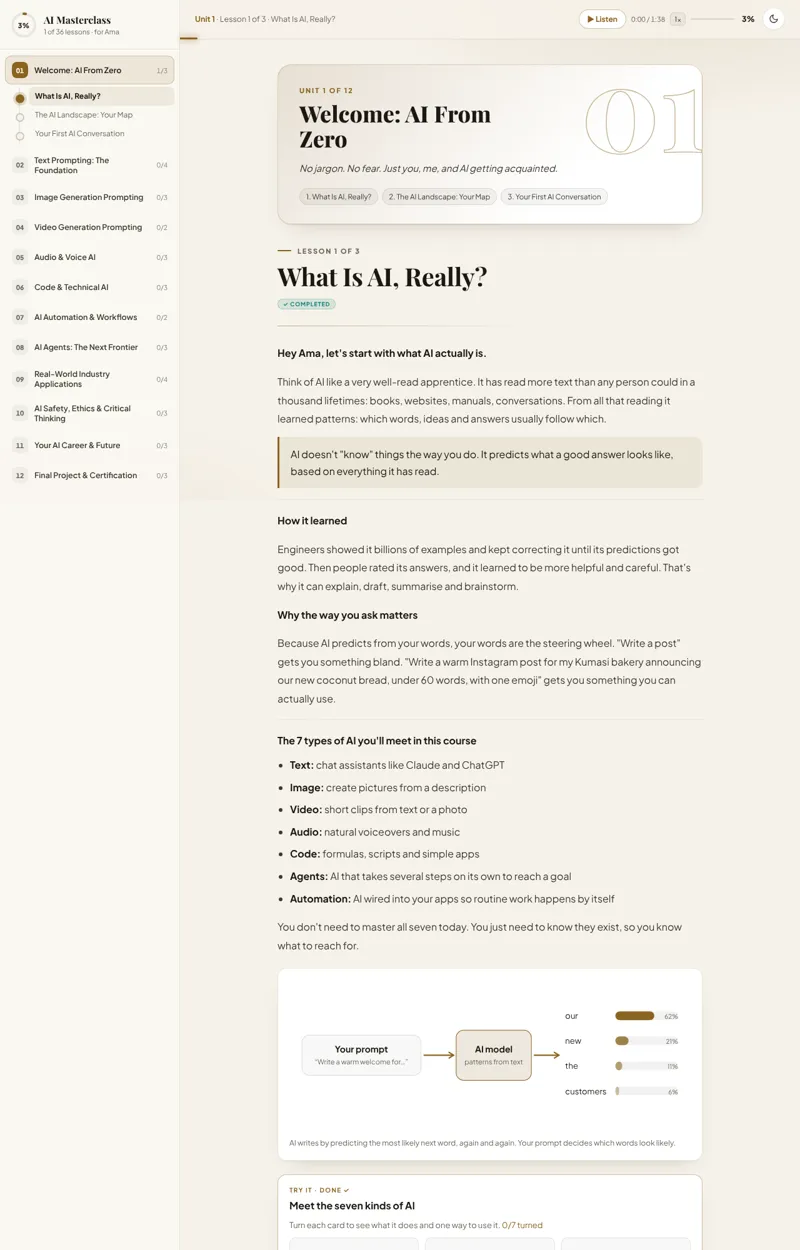 3%
AI Masterclass
1 of 36 lessons · for Ama
01 Welcome: AI From Zero 1/3
What Is AI, Really?
The AI Landscape: Your Map
Your First AI Conversation
02 Text Prompting: The Foundation 0/4
03 Image Generation Prompting 0/3
04 Video Generation Prompting 0/2
05 Audio & Voice AI 0/3
06 Code & Technical AI 0/3
07 AI Automation & Workflows 0/2
08 AI Agents: The Next Frontier 0/3
09 Real-World Industry Applications 0/4
10 AI Safety, Ethics & Critical Thinking 0/3
11 Your AI Career & Future 0/3
12 Final Project & Certification 0/3
Unit 1 · Lesson 1 of 3 · What Is AI, Really?
▶ Listen 0:00 / 1:38 1x 3%
UNIT 1 OF 12
Welcome: AI From
Zero
01
No jargon. No fear. Just you, me, and AI getting acquainted.
1. What Is AI, Really? 2. The AI Landscape: Your Map 3. Your First AI Conversation
LESSON 1 OF 3
What Is AI, Really?
✓ COMPLETED
Hey Ama, let's start with what AI actually is.
Think of AI like a very well-read apprentice. It has read more text than any person could in a
thousand lifetimes: books, websites, manuals, conversations. From all that reading it
learned patterns: which words, ideas and answers usually follow which.
AI doesn't "know" things the way you do. It predicts what a good answer looks like,
based on everything it has read.
How it learned
Engineers showed it billions of examples and kept correcting it until its predictions got
good. Then people rated its answers, and it learned to be more helpful and careful. That's
why it can explain, draft, summarise and brainstorm.
Why the way you ask matters
Because AI predicts from your words, your words are the steering wheel. "Write a post"
gets you something bland. "Write a warm Instagram post for my Kumasi bakery announcing
our new coconut bread, under 60 words, with one emoji" gets you something you can
actually use.
The 7 types of AI you'll meet in this course
• Text: chat assistants like Claude and ChatGPT
• Image: create pictures from a description
• Video: short clips from text or a photo
• Audio: natural voiceovers and music
• Code: formulas, scripts and simple apps
• Agents: AI that takes several steps on its own to reach a goal
• Automation: AI wired into your apps so routine work happens by itself
You don't need to master all seven today. You just need to know they exist, so you know
what to reach for.
Your prompt
"Write a warm welcome for..."
AI model
patterns from text
our 62%
new 21%
the 11%
customers 6%
AI writes by predicting the most likely next word, again and again. Your prompt decides which words look likely.
TRY IT · DONE ✓
Meet the seven kinds of AI
Turn each card to see what it does and one way to use it. 0/7 turned